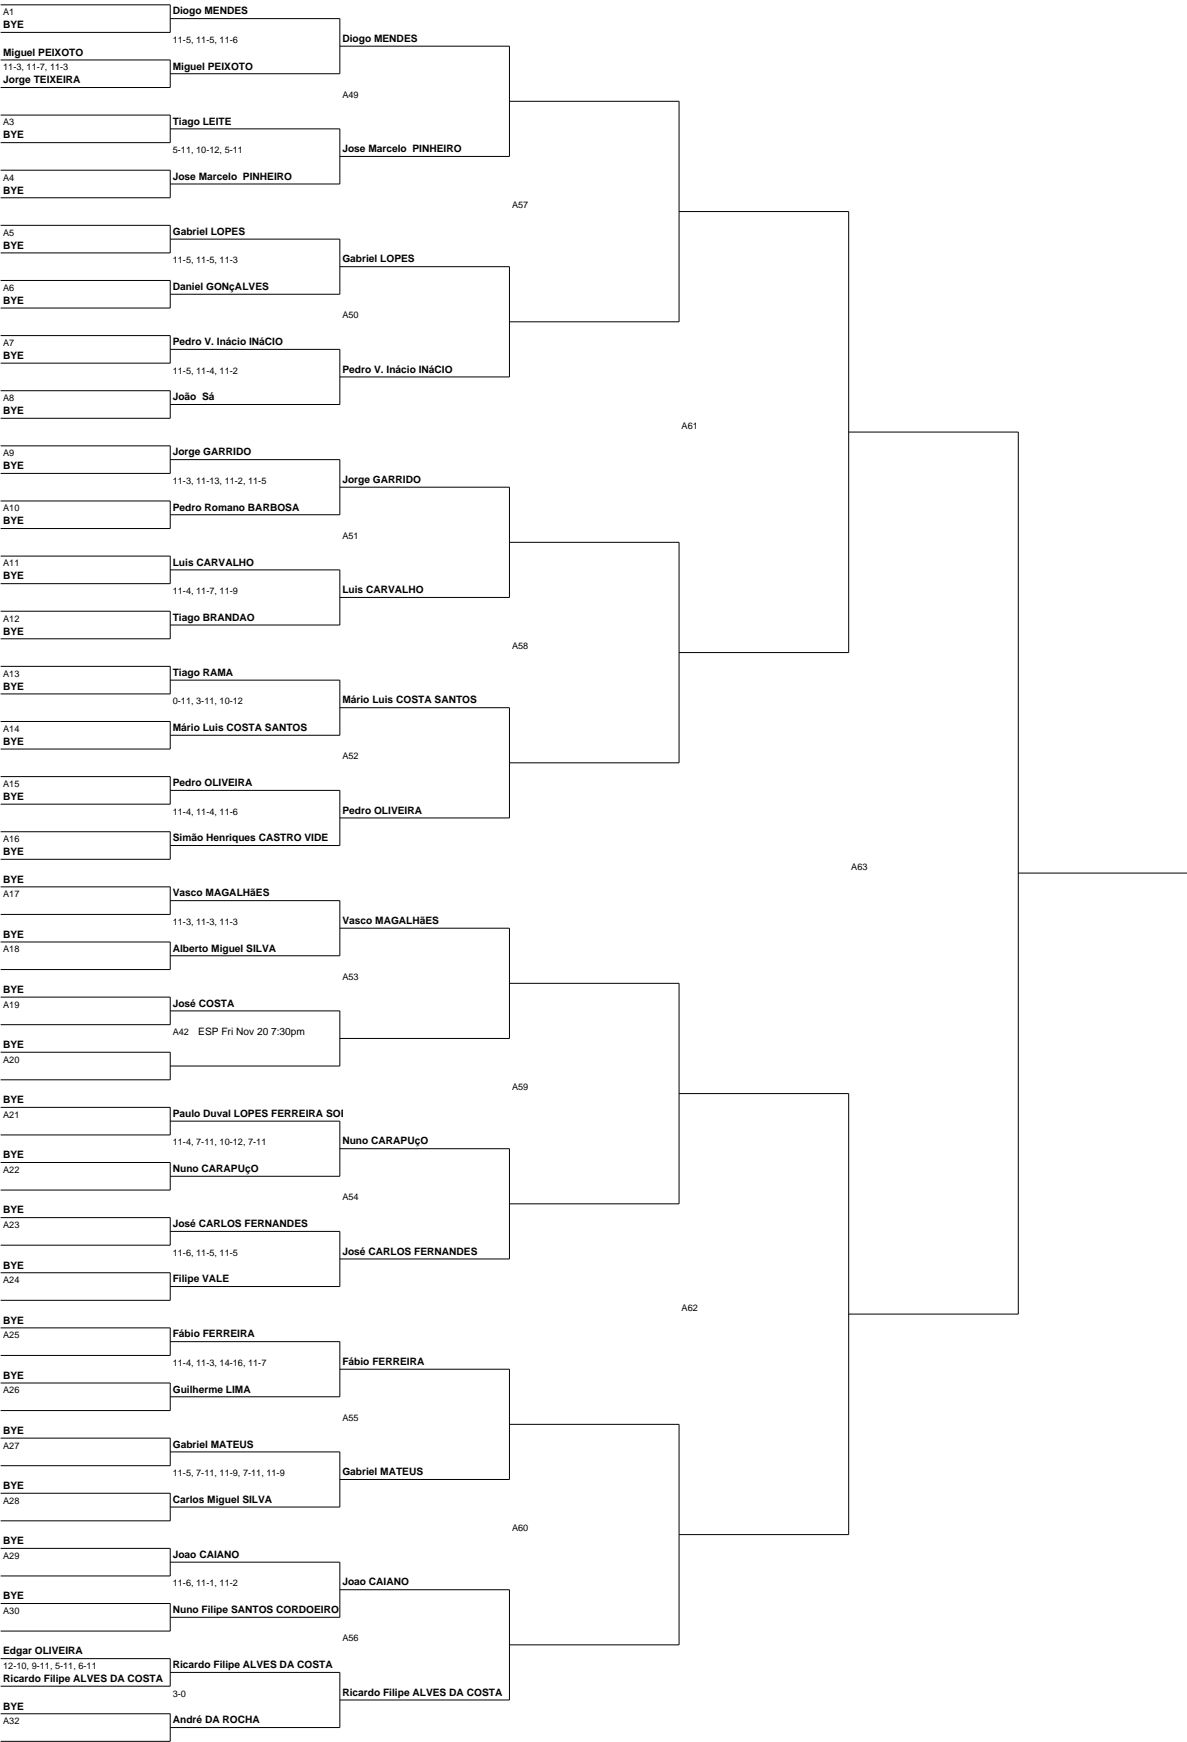 A1
BYE
Diogo MENDES
11-5, 11-5, 11-6
Diogo MENDES
Miguel PEIXOTO
11-3, 11-7, 11-3
Jorge TEIXEIRA
Miguel PEIXOTO
A49
A3
BYE
Tiago LEITE
5-11, 10-12, 5-11
Jose Marcelo PINHEIRO
A4
BYE
Jose Marcelo PINHEIRO
A57
A5
BYE
Gabriel LOPES
11-5, 11-5, 11-3
Gabriel LOPES
A6
BYE
Daniel GONçALVES
A50
A7
BYE
Pedro V. Inácio INáCIO
11-5, 11-4, 11-2
Pedro V. Inácio INáCIO
A8
BYE
João Sá
A61
A9
BYE
Jorge GARRIDO
11-3, 11-13, 11-2, 11-5
Jorge GARRIDO
A10
BYE
Pedro Romano BARBOSA
A51
A11
BYE
Luis CARVALHO
11-4, 11-7, 11-9
Luis CARVALHO
A12
BYE
Tiago BRANDAO
A58
A13
BYE
Tiago RAMA
0-11, 3-11, 10-12
Mário Luis COSTA SANTOS
A14
BYE
Mário Luis COSTA SANTOS
A52
A15
BYE
Pedro OLIVEIRA
11-4, 11-4, 11-6
Pedro OLIVEIRA
A16
BYE
Simão Henriques CASTRO VIDE
A63
BYE
A17
Vasco MAGALHãES
11-3, 11-3, 11-3
Vasco MAGALHãES
BYE
A18
Alberto Miguel SILVA
A53
BYE
A19
José COSTA
A42 ESP Fri Nov 20 7:30pm
BYE
A20
A59
BYE
A21
Paulo Duval LOPES FERREIRA SOI
11-4, 7-11, 10-12, 7-11
Nuno CARAPUçO
BYE
A22
Nuno CARAPUçO
A54
BYE
A23
José CARLOS FERNANDES
11-6, 11-5, 11-5
José CARLOS FERNANDES
BYE
A24
Filipe VALE
A62
BYE
A25
Fábio FERREIRA
11-4, 11-3, 14-16, 11-7
Fábio FERREIRA
BYE
A26
Guilherme LIMA
A55
BYE
A27
Gabriel MATEUS
11-5, 7-11, 11-9, 7-11, 11-9
Gabriel MATEUS
BYE
A28
Carlos Miguel SILVA
A60
BYE
A29
Joao CAIANO
11-6, 11-1, 11-2
Joao CAIANO
BYE
A30
Nuno Filipe SANTOS CORDOEIRO
A56
Edgar OLIVEIRA
12-10, 9-11, 5-11, 6-11
Ricardo Filipe ALVES DA COSTA
Ricardo Filipe ALVES DA COSTA
3-0
Ricardo Filipe ALVES DA COSTA
BYE
A32
André DA ROCHA